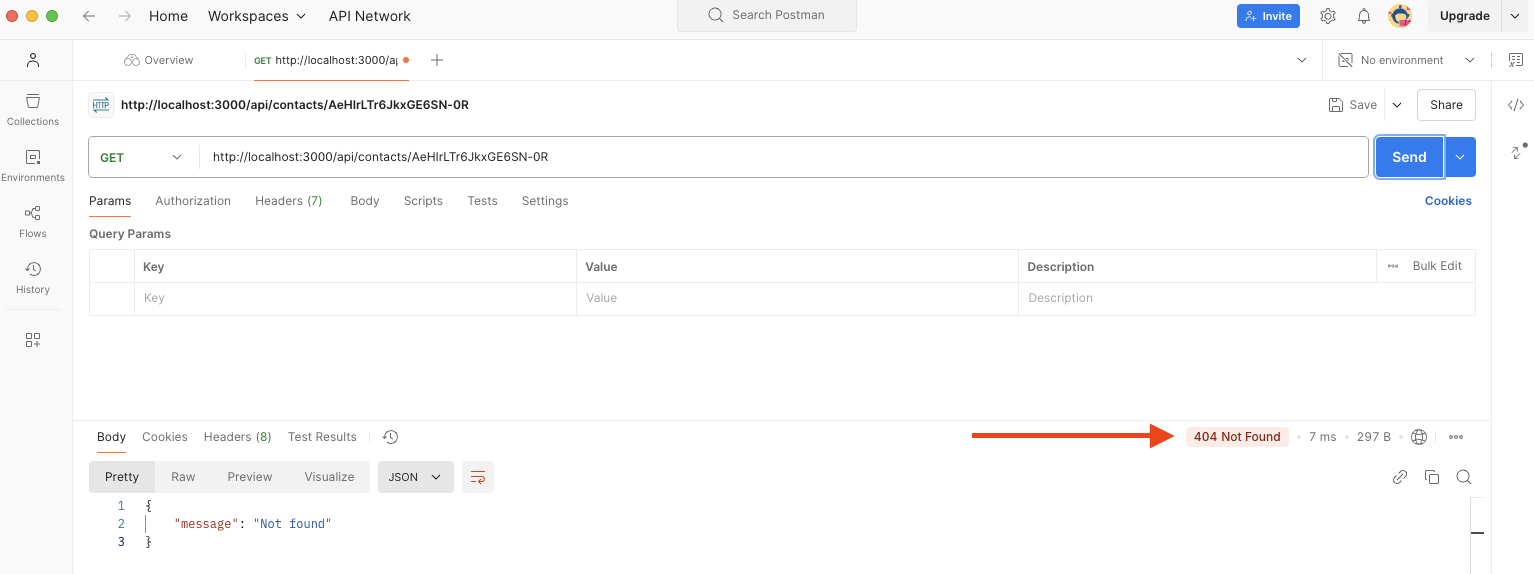 Home Workspaces API Network Search Postman Invite Upgrade
Overview GET http://localhost:3000/a No environment
http://localhost:3000/api/contacts/AeHIrLTr6JkxGE6SN-0R Save Share
Collections
GET http://localhost:3000/api/contacts/AeHIrLTr6JkxGE6SN-0R Send
Environments
Params Authorization Headers (7) Body Scripts Tests Settings Cookies
Flows
Query Params
Key Value Description Bulk Edit
History
Key Value Description
Body Cookies Headers (8) Test Results 404 Not Found 7 ms 297 B
Pretty Raw Preview Visualize JSON
1 {
2 "message": "Not found"
3 }